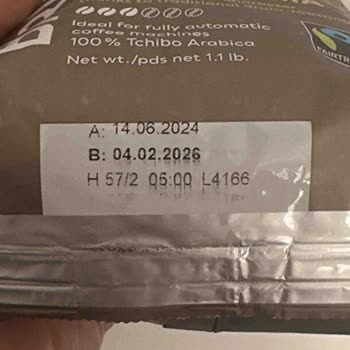 Ideal for fully automatic
coffee machines
100% Tchibo Arabica
Net wt./pds net 1.1 lb.
FAIRTR
A: 14.06.2024
B: 04.02.2026
H 57/2 05:00 L4166